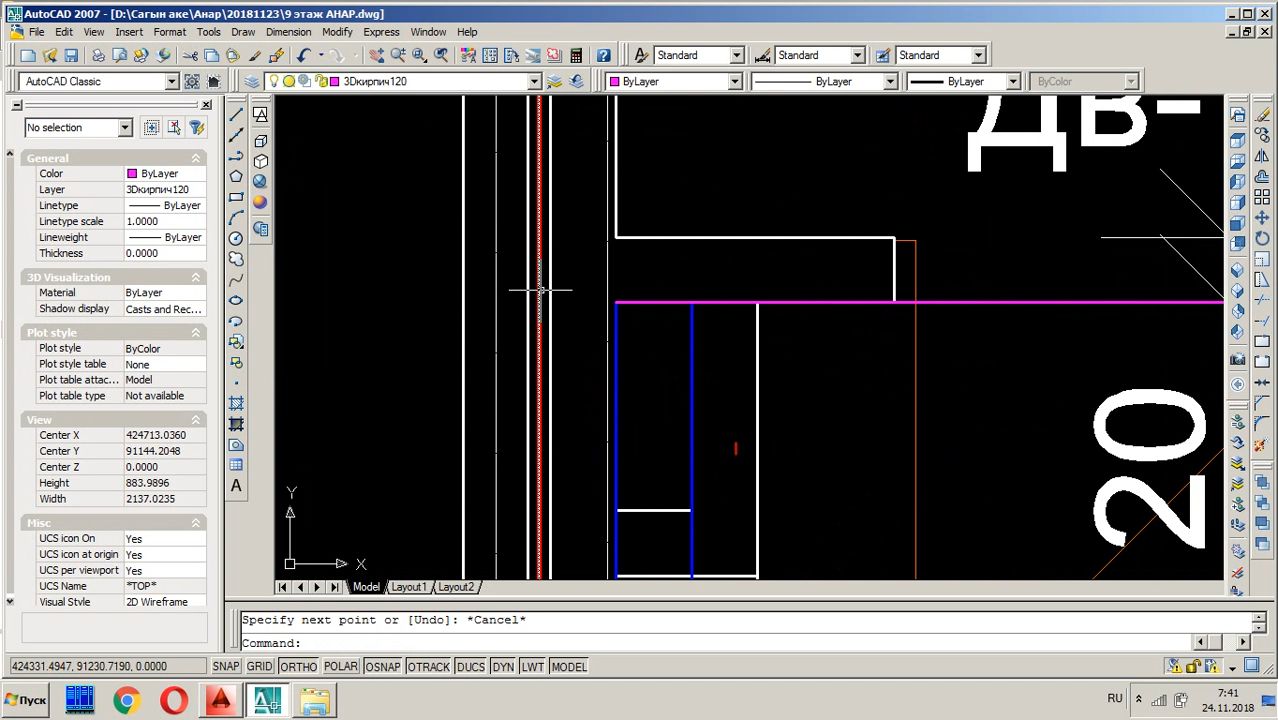 AutoCAD 2007 - [D:\Сагын аке\Анар\20181123\9 этаж АНАР.dwg]
File Edit View Insert Format Tools Draw Dimension Modify Express Window Help
Standard Standard Standard
AutoCAD Classic 3Dкирпич120 ByLayer ByLayer ByLayer ByColor
No selection
General
Color ByLayer
Layer 3Dкирпич120
Linetype ByLayer
Linetype scale 1.0000
Lineweight ByLayer
Thickness 0.0000
3D Visualization
Material ByLayer
Shadow display Casts and Rec...
Plot style
Plot style ByColor
Plot style table None
Plot table attac... Model
Plot table type Not available
View
Center X 424713.0360
Center Y 91144.2048
Center Z 0.0000
Height 883.9896
Width 2137.0235
Misc
UCS icon On Yes
UCS icon at origin Yes
UCS per viewport Yes
UCS Name *TOP*
Visual Style 2D Wireframe
ДВ-
20
Y
X
Model Layout1 Layout2
Specify next point or [Undo]: *Cancel*
Command:
424331.4947, 91230.7190, 0.0000 SNAP GRID ORTHO POLAR OSNAP OTRACK DUCS DYN LWT MODEL
Пуск RU 7:41
24.11.2018